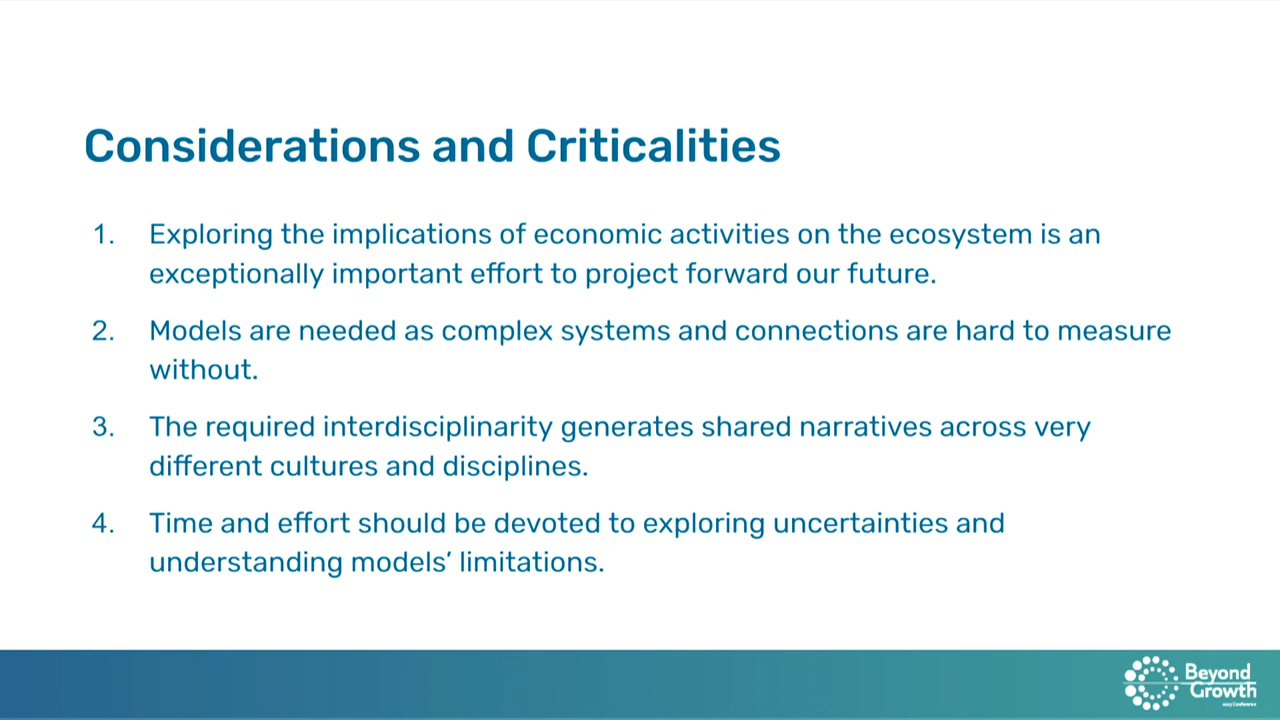 Considerations and Criticalities
1. Exploring the implications of economic activities on the ecosystem is an
exceptionally important effort to project forward our future.
2. Models are needed as complex systems and connections are hard to measure
without.
3. The required interdisciplinarity generates shared narratives across very
different cultures and disciplines.
4. Time and effort should be devoted to exploring uncertainties and
understanding models’ limitations.
Beyond
Growth
Conference